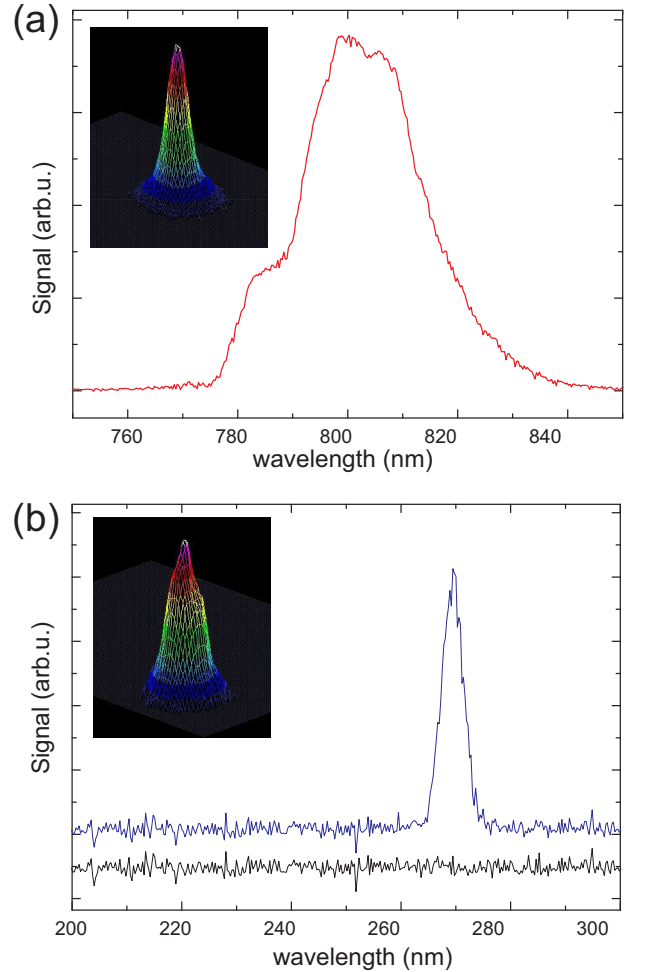 (a)
Signal (arb.u.)
760 780 800 820 840
wavelength (nm)
(b)
Signal (arb.u.)
200 220 240 260 280 300
wavelength (nm)